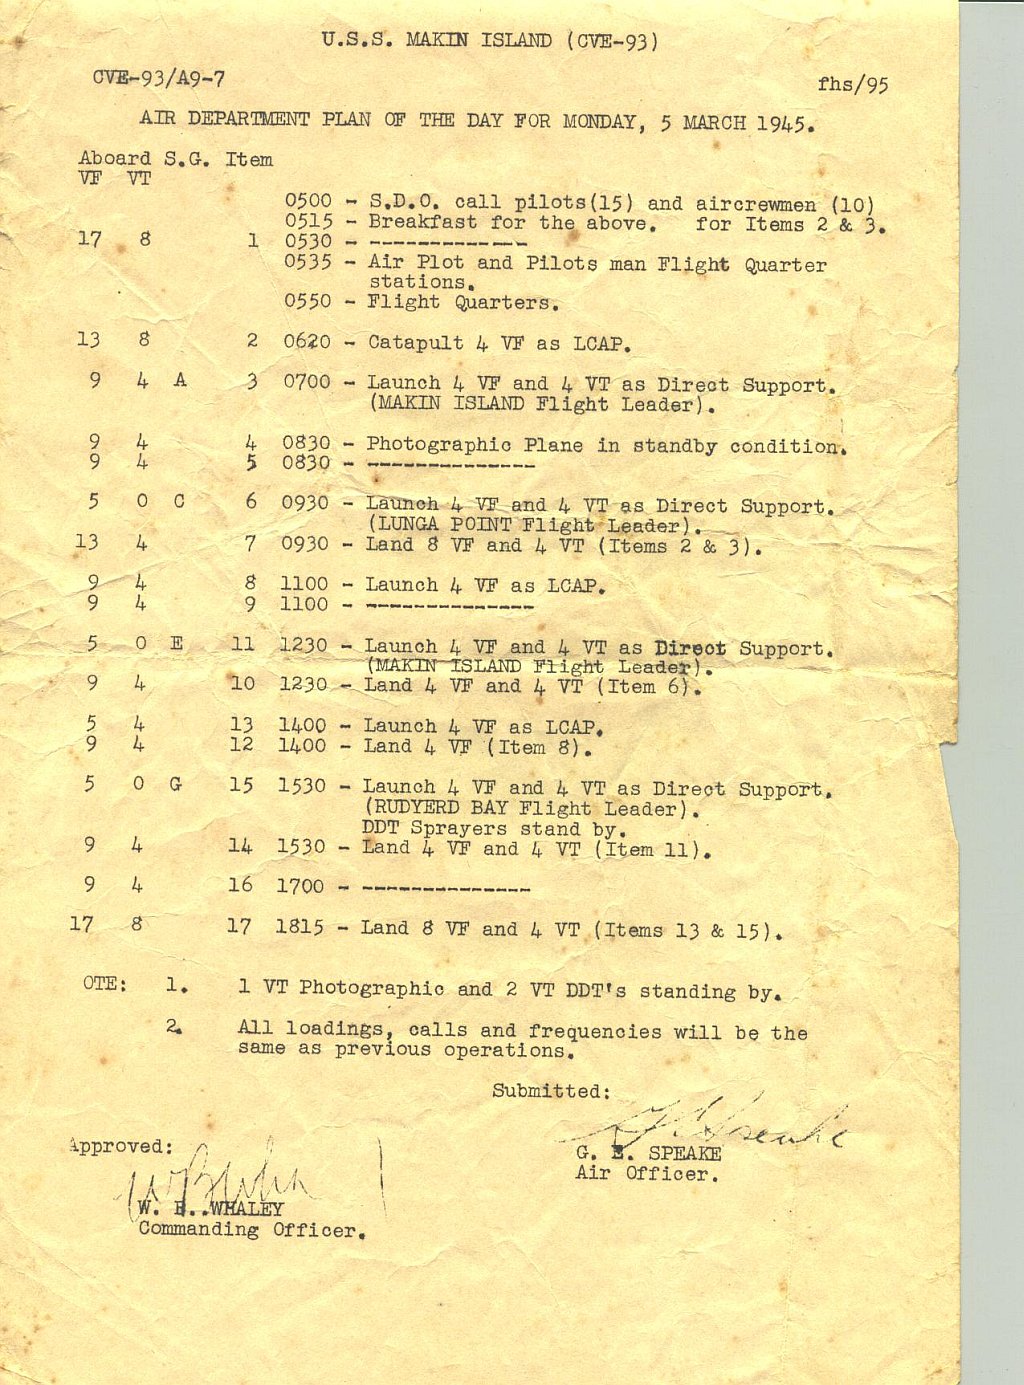 U.S.S. MAKIN ISLAND (CVE-93)
CVE-93/A9-7 fhs/95
AIR DEPARTMENT PLAN OF THE DAY FOR MONDAY, 5 MARCH 1945.
Aboard S.G. Item
VF VT
0500 - S.D.O. call pilots(15) and aircrewmen (10)
0515 - Breakfast for the above. for Items 2 & 3.
17 8 1 0530 - -------------
0535 - Air Plot and Pilots man Flight Quarter
stations.
0550 - Flight Quarters.
13 8 2 0620 - Catapult 4 VF as LCAP.
9 4 A 3 0700 - Launch 4 VF and 4 VT as Direct Support.
(MAKIN ISLAND Flight Leader).
9 4 4 0830 - Photographic Plane in standby condition.
9 4 5 0830 - --------------
5 0 C 6 0930 - Launch 4 VF and 4 VT as Direct Support.
(LUNGA POINT Flight Leader).
13 4 7 0930 - Land 8 VF and 4 VT (Items 2 & 3).
9 4 8 1100 - Launch 4 VF as LCAP.
9 4 9 1100 - --------------
5 0 E 11 1230 - Launch 4 VF and 4 VT as Direct Support.
(MAKIN ISLAND Flight Leader).
9 4 10 1230 - Land 4 VF and 4 VT (Item 6).
5 4 13 1400 - Launch 4 VF as LCAP.
9 4 12 1400 - Land 4 VF (Item 8).
5 0 G 15 1530 - Launch 4 VF and 4 VT as Direct Support.
(RUDYERD BAY Flight Leader).
DDT Sprayers stand by.
9 4 14 1530 - Land 4 VF and 4 VT (Item 11).
9 4 16 1700 - --------------
17 8 17 1815 - Land 8 VF and 4 VT (Items 13 & 15).
OTE: 1. 1 VT Photographic and 2 VT DDT's standing by.
2. All loadings, calls and frequencies will be the
same as previous operations.
Submitted:
Approved:
G. E. SPEAKE
Air Officer.
W. B. WHALEY
Commanding Officer.